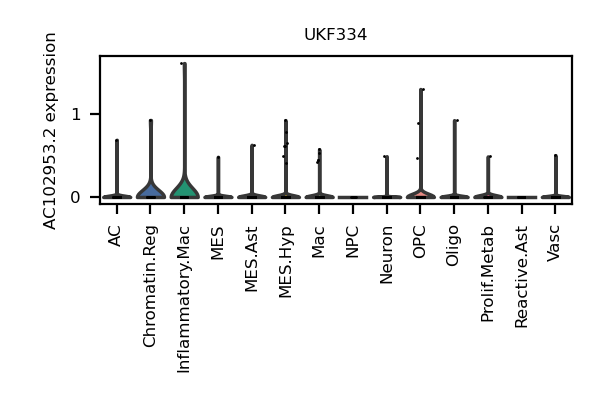 UKF334
AC102953.2 expression
1
0
AC
Chromatin.Reg
Inflammatory.Mac
MES
MES.Ast
MES.Hyp
Mac
NPC
Neuron
OPC
Oligo
Prolif.Metab
Reactive.Ast
Vasc